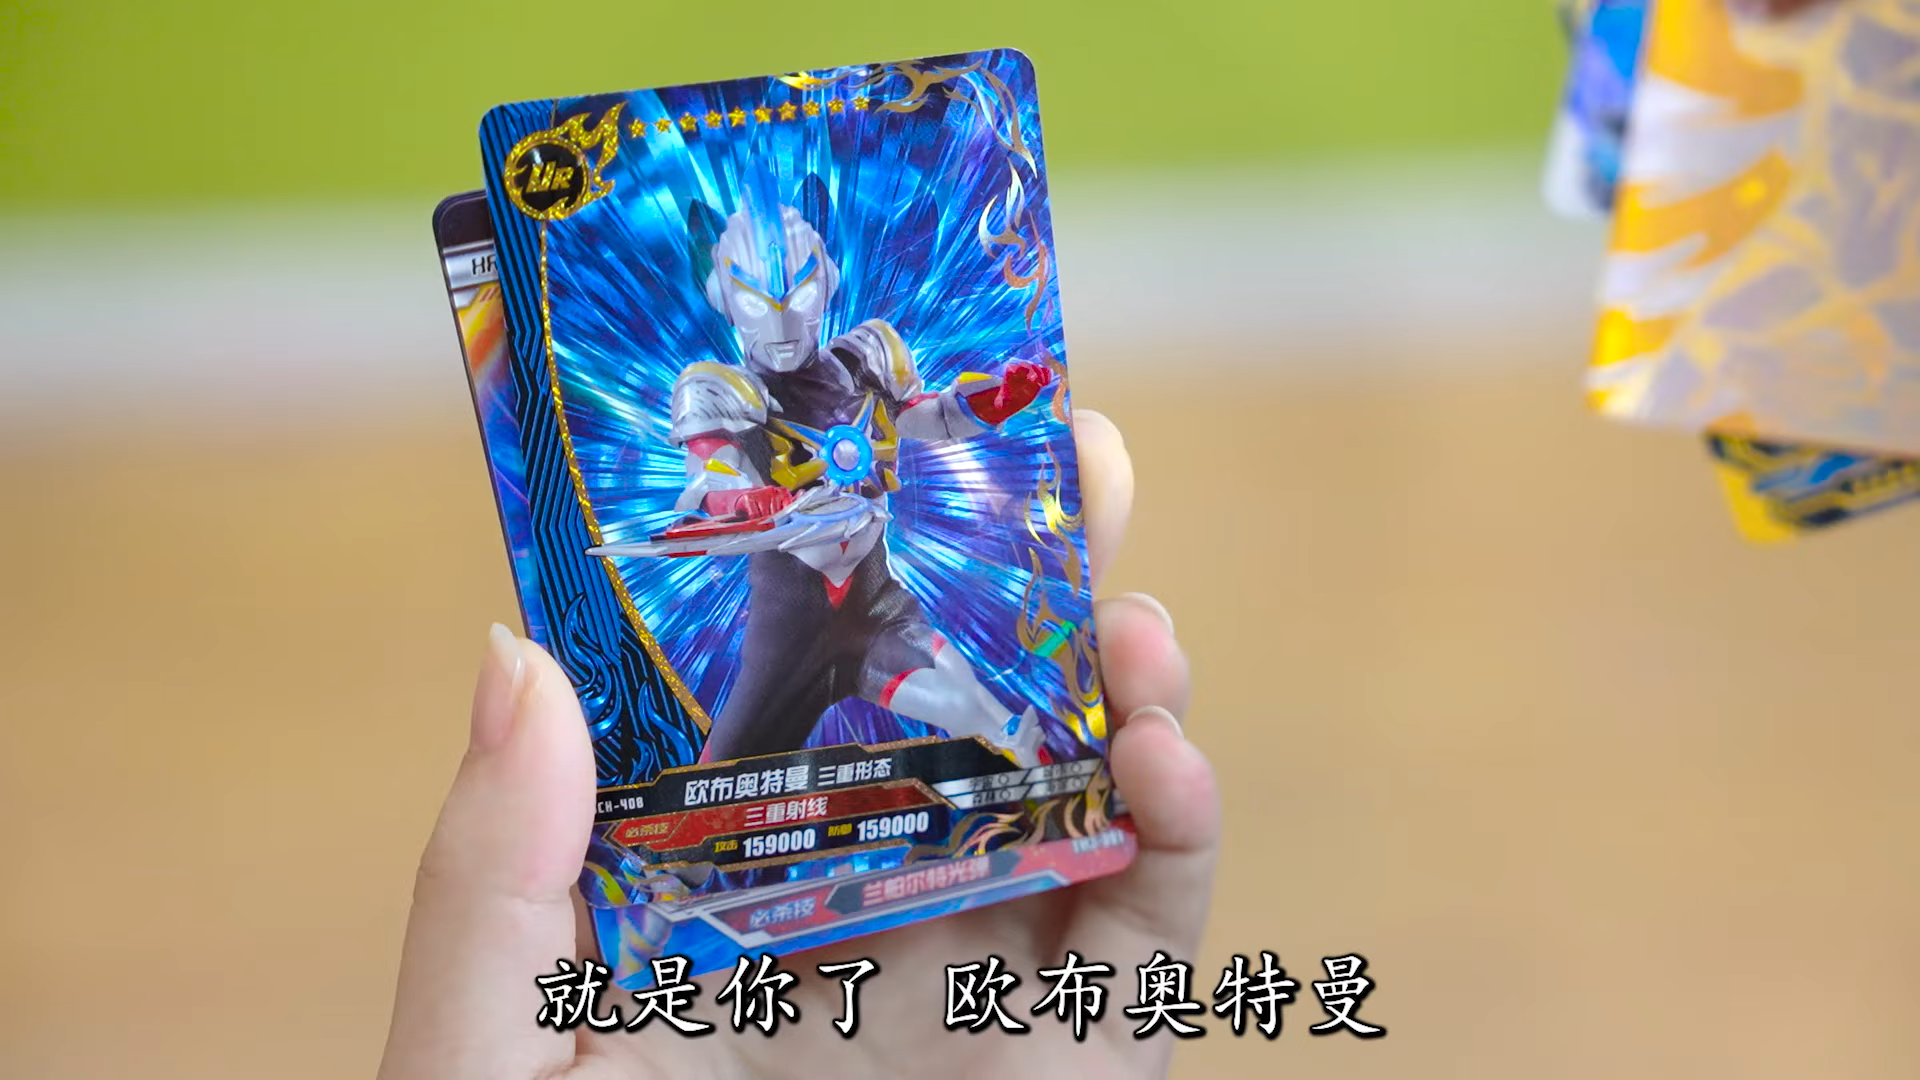 UR
HR
欧布奥特曼 三重形态
CH-408
必杀技 三重射线
攻击 159000 防御 159000
必杀技 兰帕尔特光弹
就是你了 欧布奥特曼